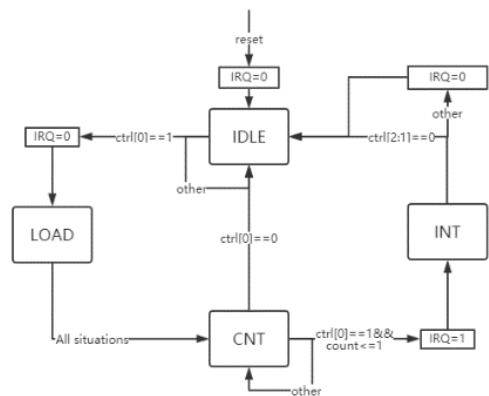 reset
IRQ=0
IRQ=0
IRQ=0
ctrl[0]==1
IDLE
ctrl[2:1]==0
other
other
LOAD
ctrl[0]==0
INT
All situations
CNT
ctrl[0]==1&&
count<=1
IRQ=1
other